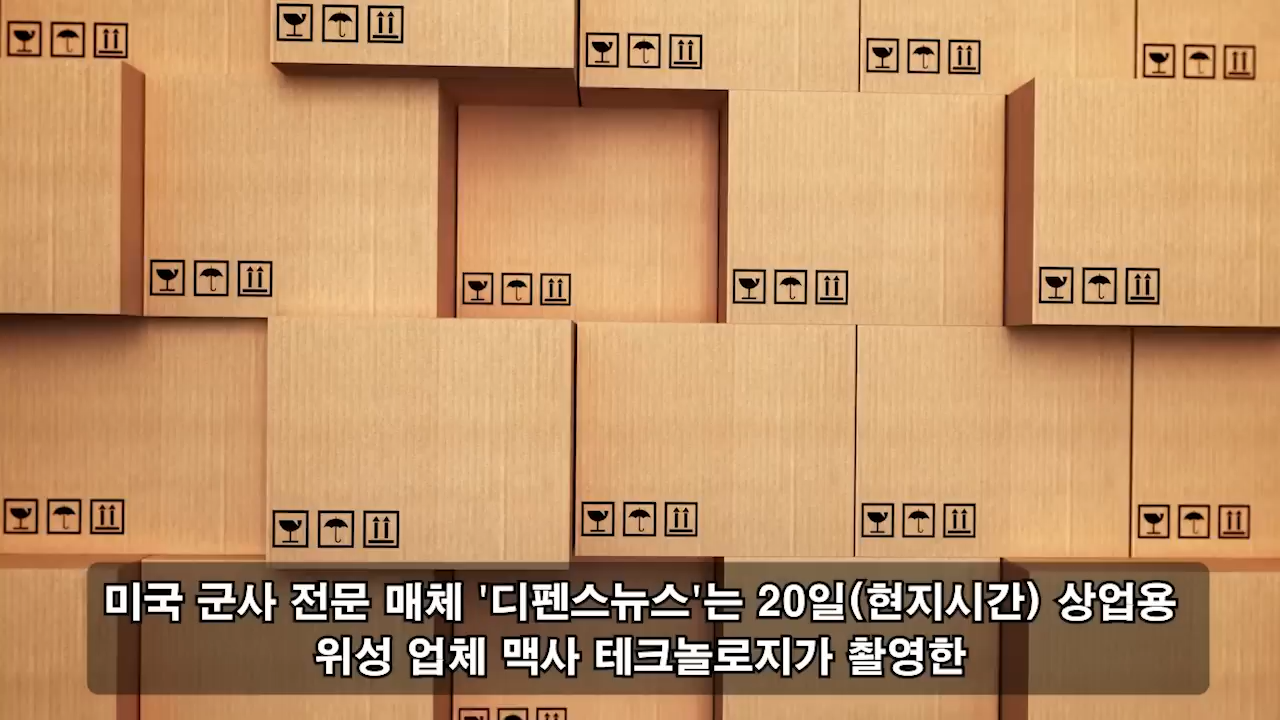 미국 군사 전문 매체 '디펜스뉴스'는 20일(현지시간) 상업용
위성 업체 맥사 테크놀로지가 촬영한